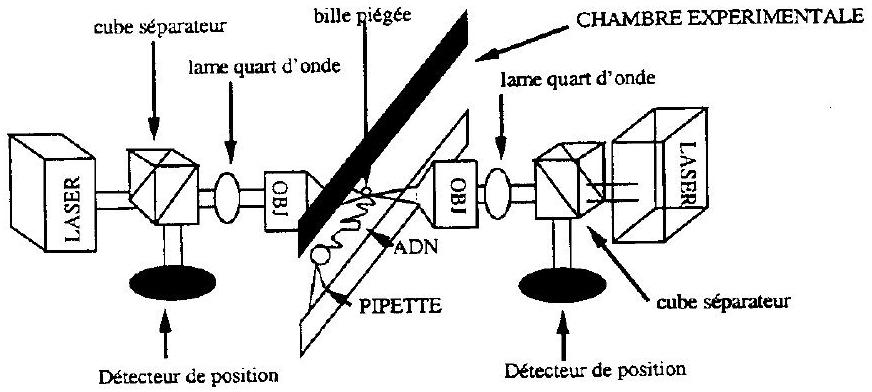 bille piégée
CHAMBRE EXPERIMENTALE
cube séparateur
lame quart d'onde
lame quart d'onde
LASER
OBJ
OBJ
LASER
ADN
PIPETTE
cube séparateur
Détecteur de position
Détecteur de position